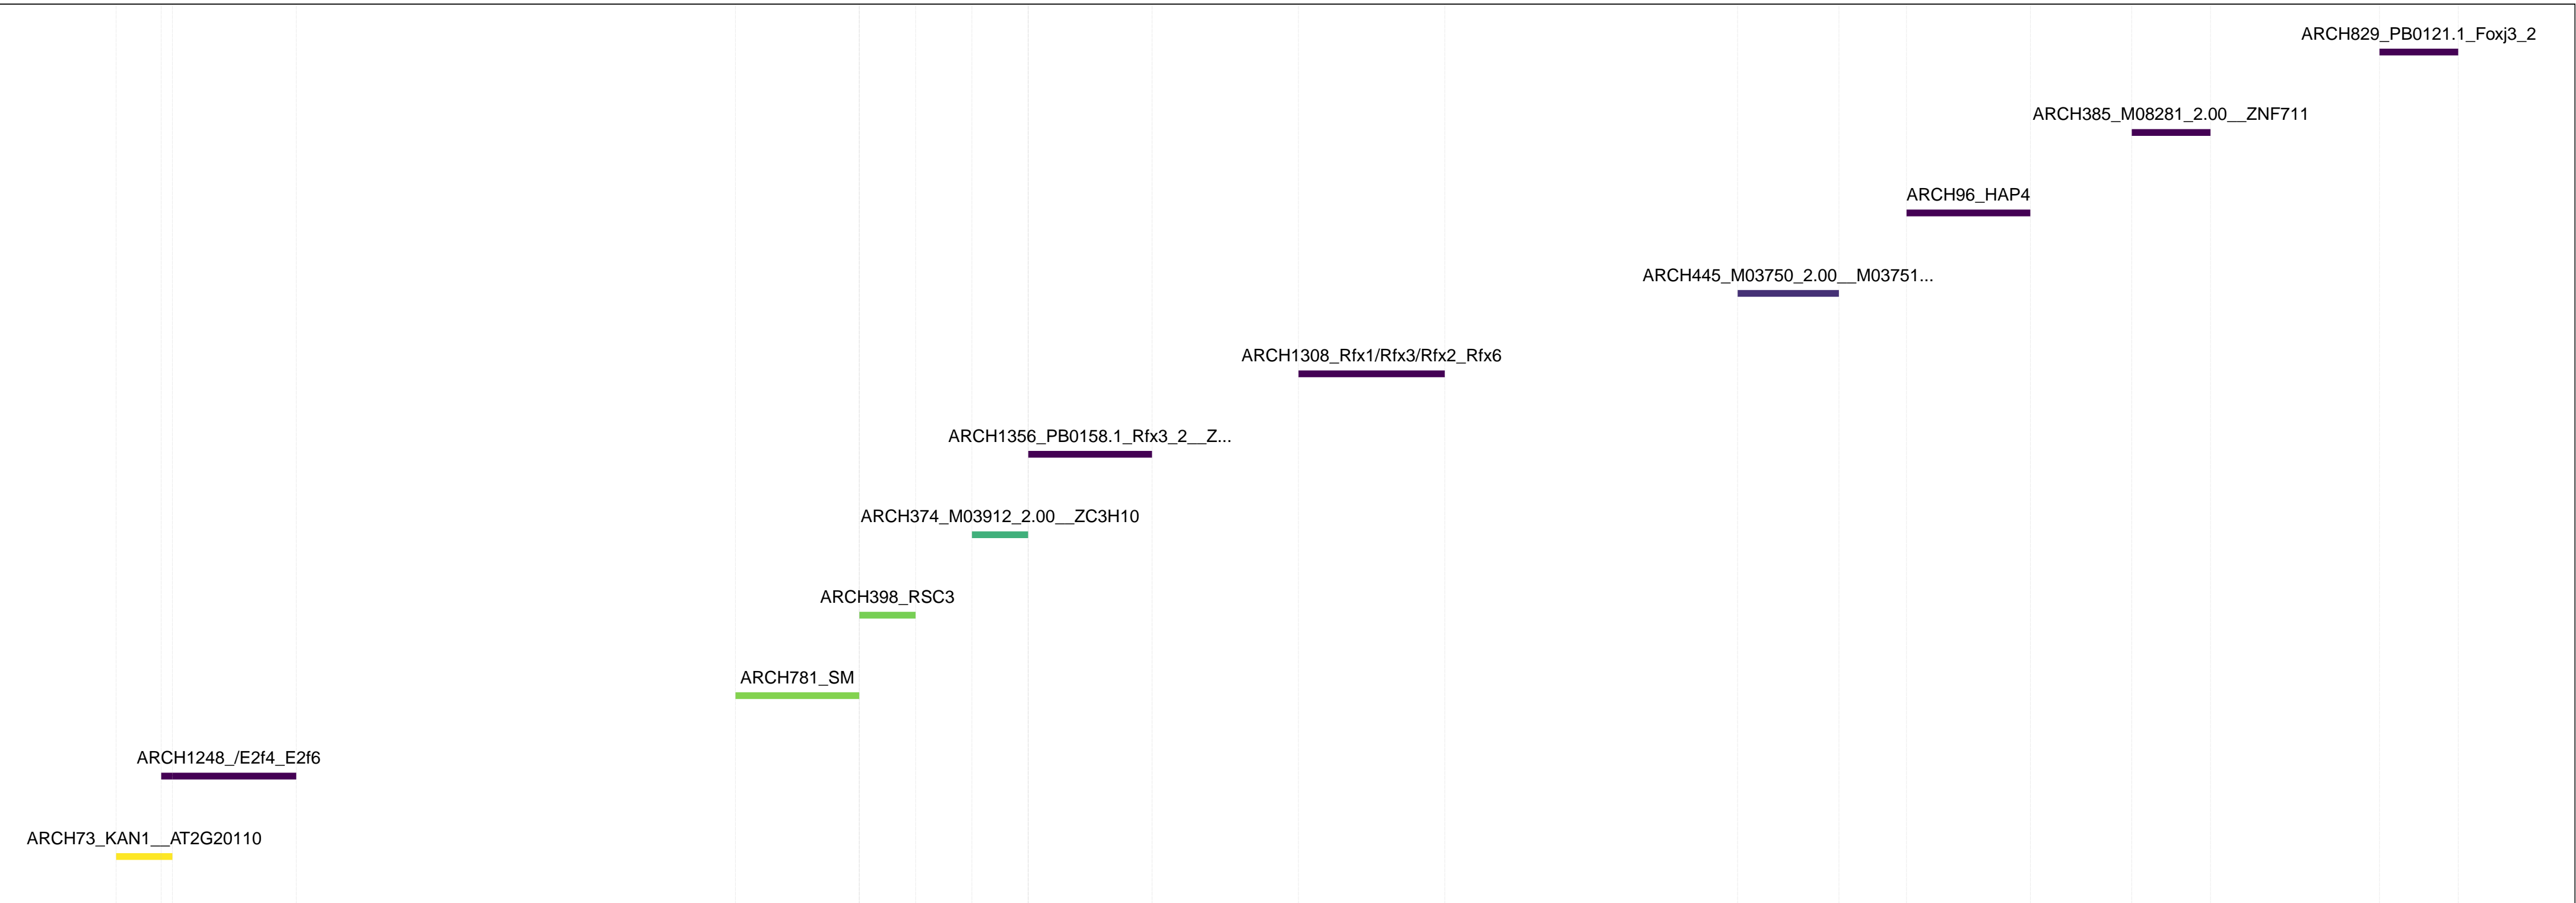 ARCH829_PB0121.1_Foxj3_2
ARCH385_M08281_2.00__ZNF711
ARCH96_HAP4
ARCH445_M03750_2.00__M03751...
ARCH1308_Rfx1/Rfx3/Rfx2_Rfx6
ARCH1356_PB0158.1_Rfx3_2__Z...
ARCH374_M03912_2.00__ZC3H10
ARCH398_RSC3
ARCH781_SM
ARCH1248_/E2f4_E2f6
ARCH73_KAN1__AT2G20110